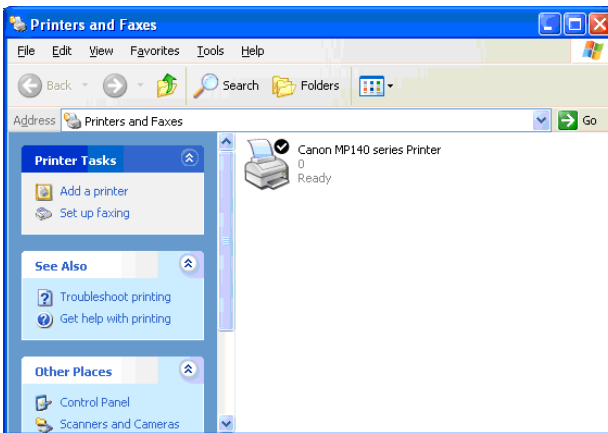 Printers and Faxes
File Edit View Favorites Tools Help
Back Search Folders
Address Printers and Faxes Go
Printer Tasks
Add a printer
Set up faxing
See Also
Troubleshoot printing
Get help with printing
Other Places
Control Panel
Scanners and Cameras
Canon MP140 series Printer
0
Ready